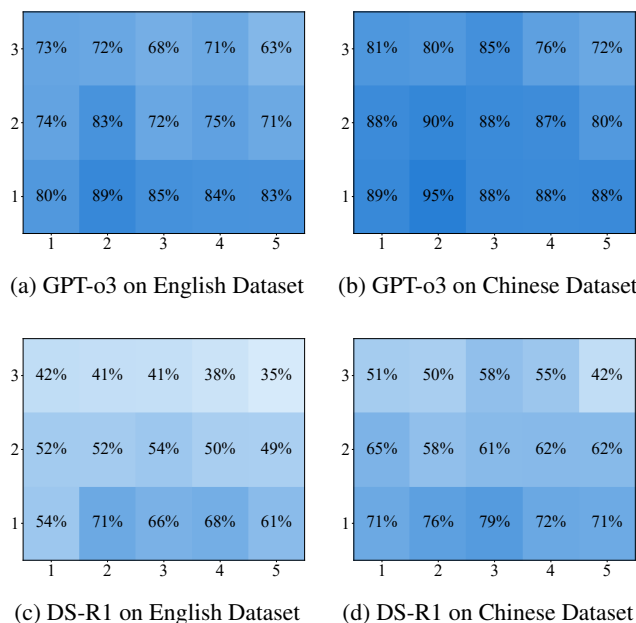 3 73% 72% 68% 71% 63% 3 81% 80% 85% 76% 72%
2 74% 83% 72% 75% 71% 2 88% 90% 88% 87% 80%
1 80% 89% 85% 84% 83% 1 89% 95% 88% 88% 88%
1 2 3 4 5 1 2 3 4 5
(a) GPT-o3 on English Dataset (b) GPT-o3 on Chinese Dataset
3 42% 41% 41% 38% 35% 3 51% 50% 58% 55% 42%
2 52% 52% 54% 50% 49% 2 65% 58% 61% 62% 62%
1 54% 71% 66% 68% 61% 1 71% 76% 79% 72% 71%
1 2 3 4 5 1 2 3 4 5
(c) DS-R1 on English Dataset (d) DS-R1 on Chinese Dataset